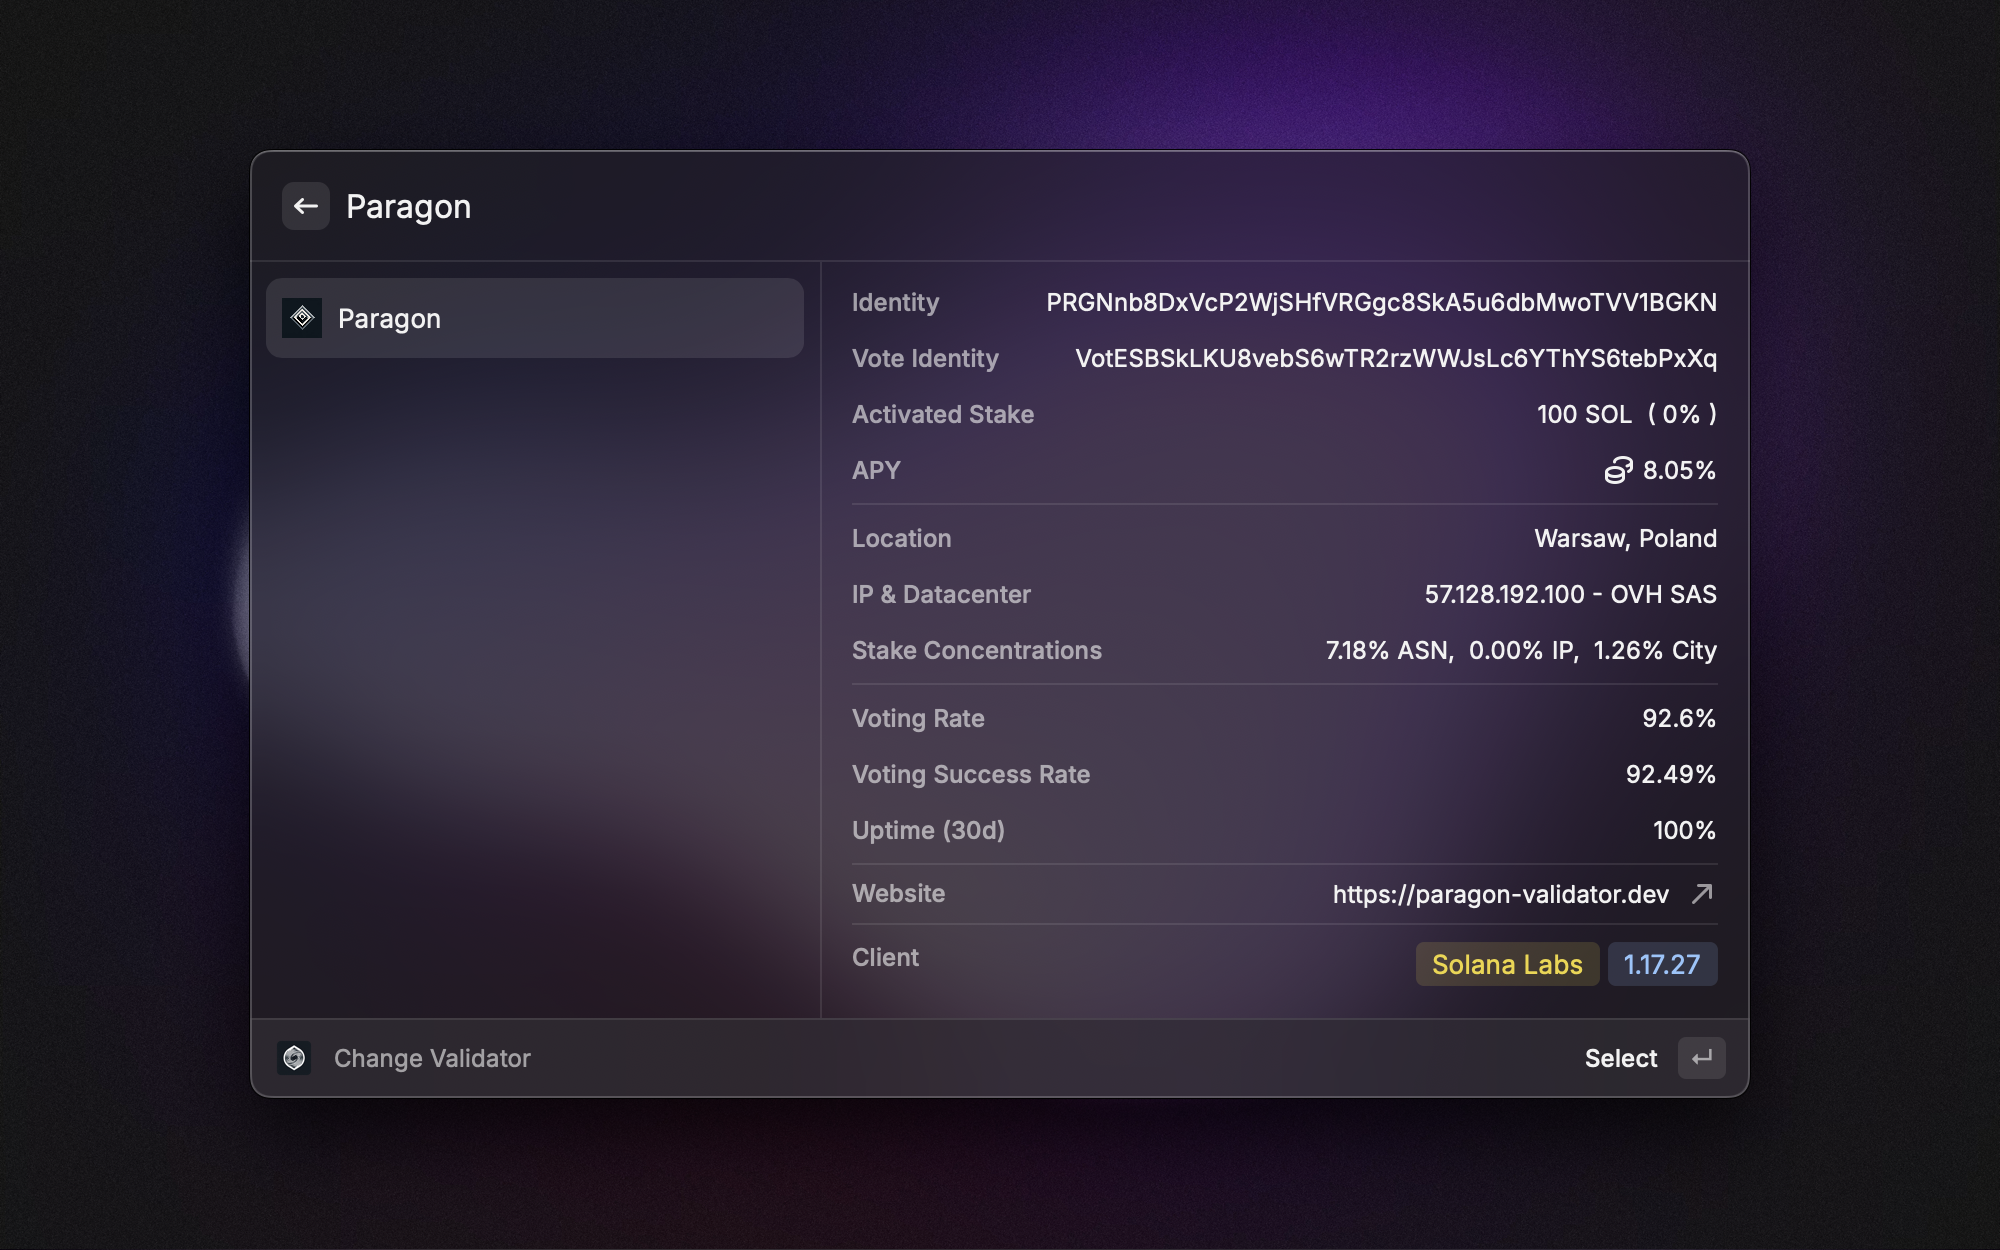 Paragon
Paragon
Identity PRGNnb8DxVcP2WjSHfVRGgc8SkA5u6dbMwoTVV1BGKN
Vote Identity VotESBSkLKU8vebS6wTR2rzWWJsLc6YThYS6tebPxXq
Activated Stake 100 SOL ( 0% )
APY 8.05%
Location Warsaw, Poland
IP & Datacenter 57.128.192.100 - OVH SAS
Stake Concentrations 7.18% ASN, 0.00% IP, 1.26% City
Voting Rate 92.6%
Voting Success Rate 92.49%
Uptime (30d) 100%
Website https://paragon-validator.dev
Client Solana Labs 1.17.27
Change Validator Select